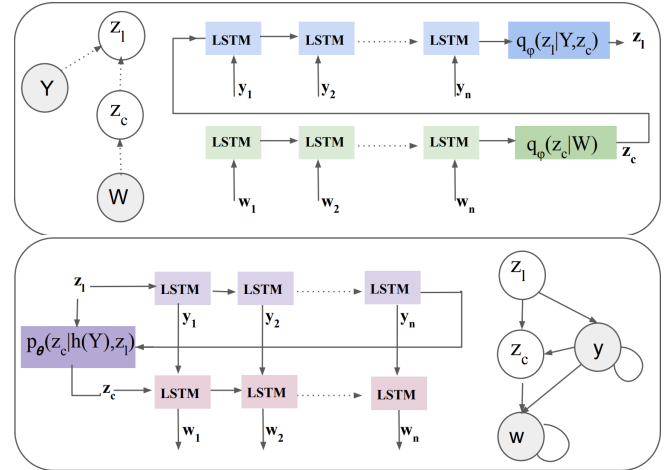 z_l
Y
z_c
W
LSTM LSTM LSTM q_φ(z_l|Y,z_c) z_l
y_1 y_2 y_n
LSTM LSTM LSTM q_φ(z_c|W) z_c
w_1 w_2 w_n
z_l LSTM LSTM LSTM
y_1 y_2 y_n
p_θ(z_c|h(Y),z_l)
z_c LSTM LSTM LSTM
w_1 w_2 w_n
z_l
z_c y
w